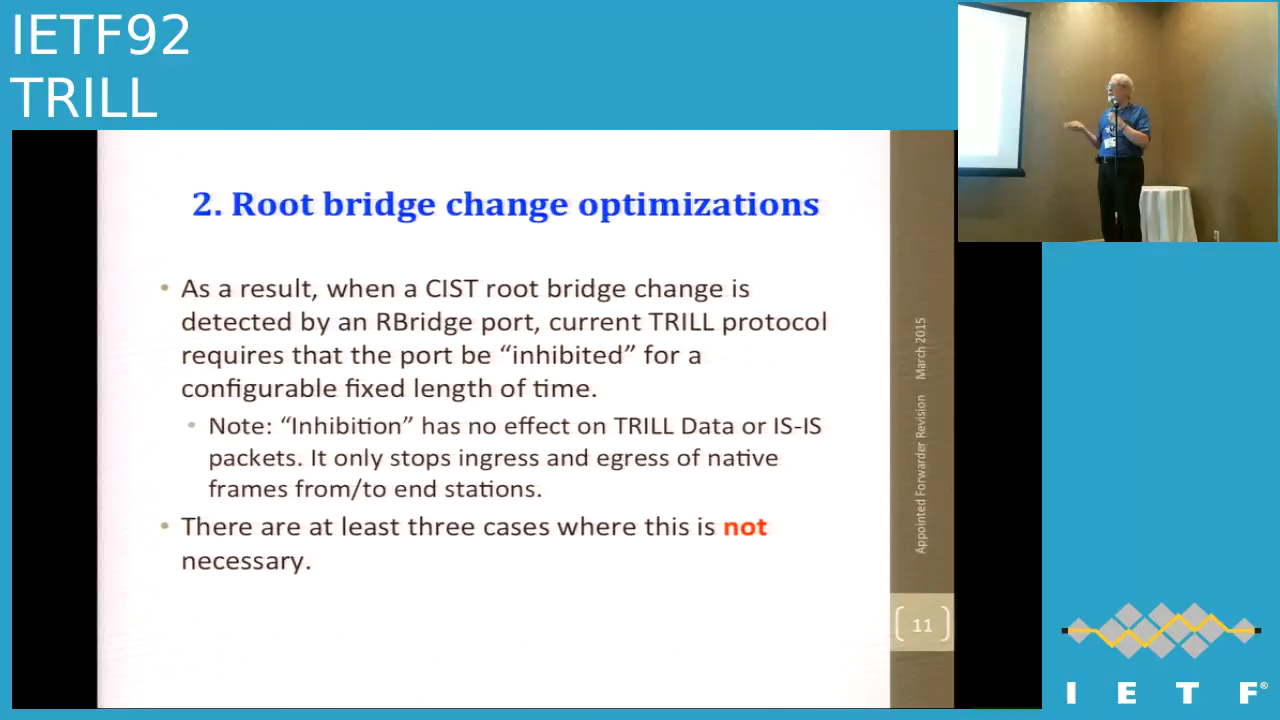 IETF92
TRILL
2. Root bridge change optimizations
• As a result, when a CIST root bridge change is
detected by an RBridge port, current TRILL protocol
requires that the port be “inhibited” for a
configurable fixed length of time.
• Note: “Inhibition” has no effect on TRILL Data or IS-IS
packets. It only stops ingress and egress of native
frames from/to end stations.
• There are at least three cases where this is not
necessary.
Appointed Forwarder Revision March 2015
11
I E T F®